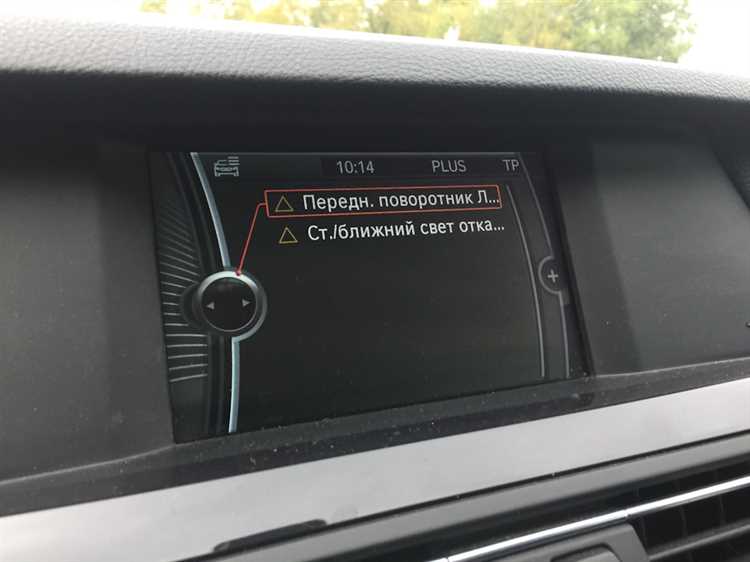 10:14 PLUS TP
Передн. поворотник Л...
Ст./ближний свет отка...
+